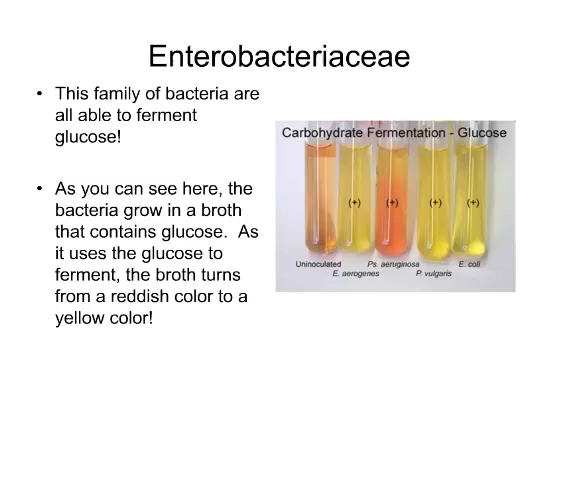 Enterobacteriaceae
• This family of bacteria are
all able to ferment
glucose!
• As you can see here, the
bacteria grow in a broth
that contains glucose. As
it uses the glucose to
ferment, the broth turns
from a reddish color to a
yellow color!
Carbohydrate Fermentation - Glucose
(+) (+) (+) (+)
Uninoculated Ps. aeruginosa E. coli
E. aerogenes P. vulgaris